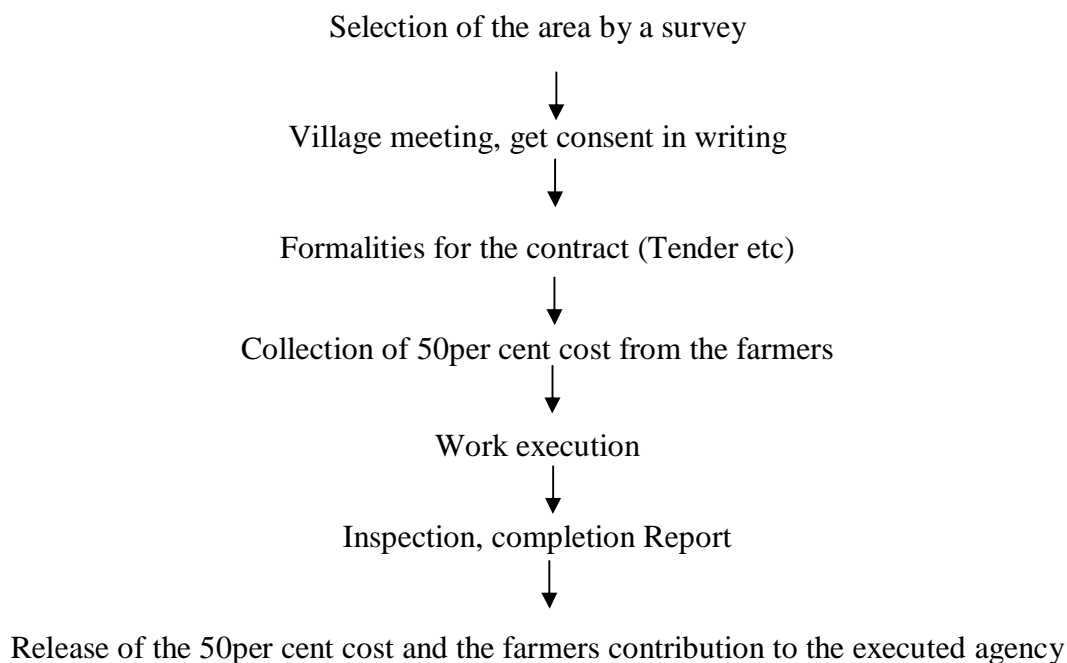 Selection of the area by a survey
Village meeting, get consent in writing
Formalities for the contract (Tender etc)
Collection of 50per cent cost from the farmers
Work execution
Inspection, completion Report
Release of the 50per cent cost and the farmers contribution to the executed agency